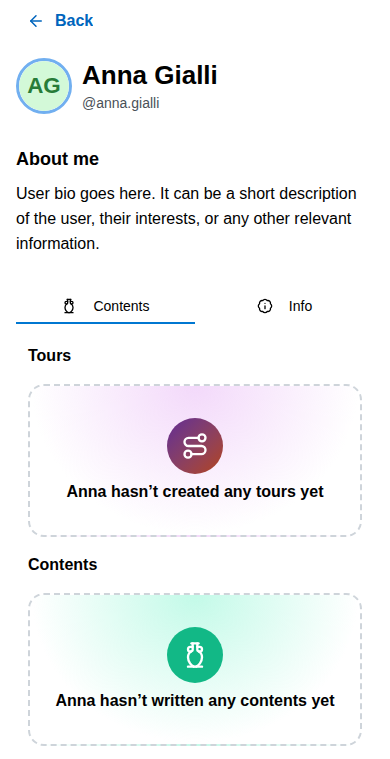 Back
AG
Anna Gialli
@anna.gialli
About me
User bio goes here. It can be a short description
of the user, their interests, or any other relevant
information.
Contents
Info
Tours
Anna hasn’t created any tours yet
Contents
Anna hasn’t written any contents yet